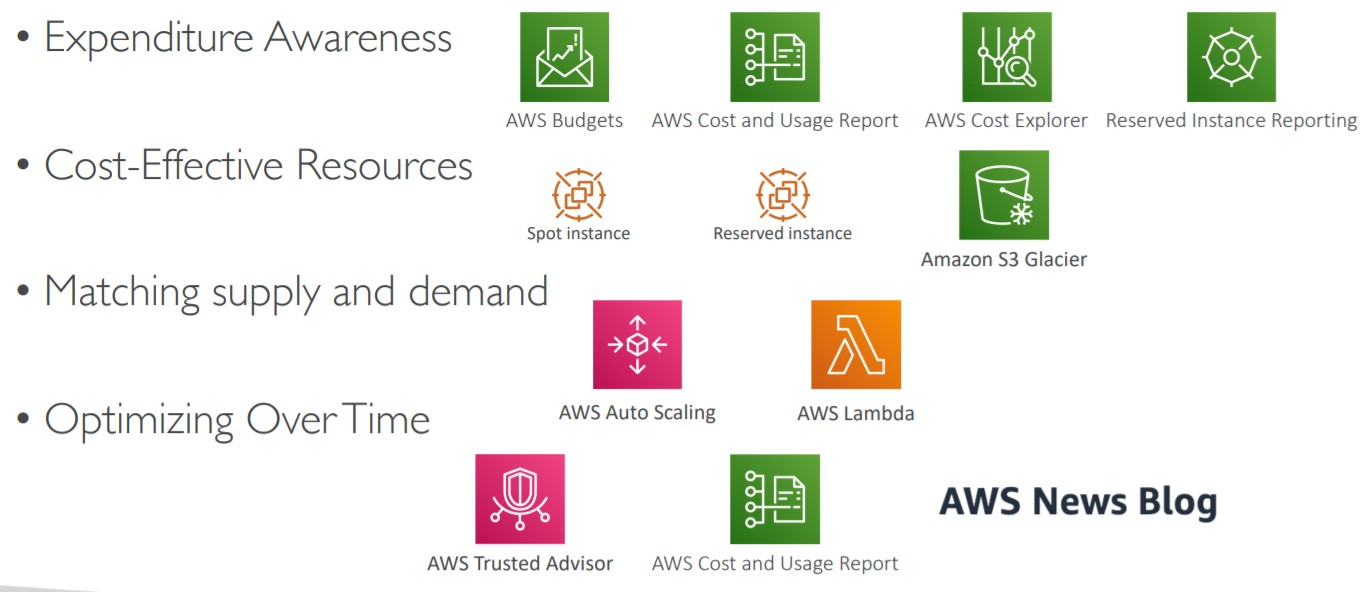 • Expenditure Awareness
AWS Budgets
AWS Cost and Usage Report
AWS Cost Explorer
Reserved Instance Reporting
• Cost-Effective Resources
Spot instance
Reserved instance
Amazon S3 Glacier
• Matching supply and demand
AWS Auto Scaling
AWS Lambda
• Optimizing Over Time
AWS Trusted Advisor
AWS Cost and Usage Report
AWS News Blog